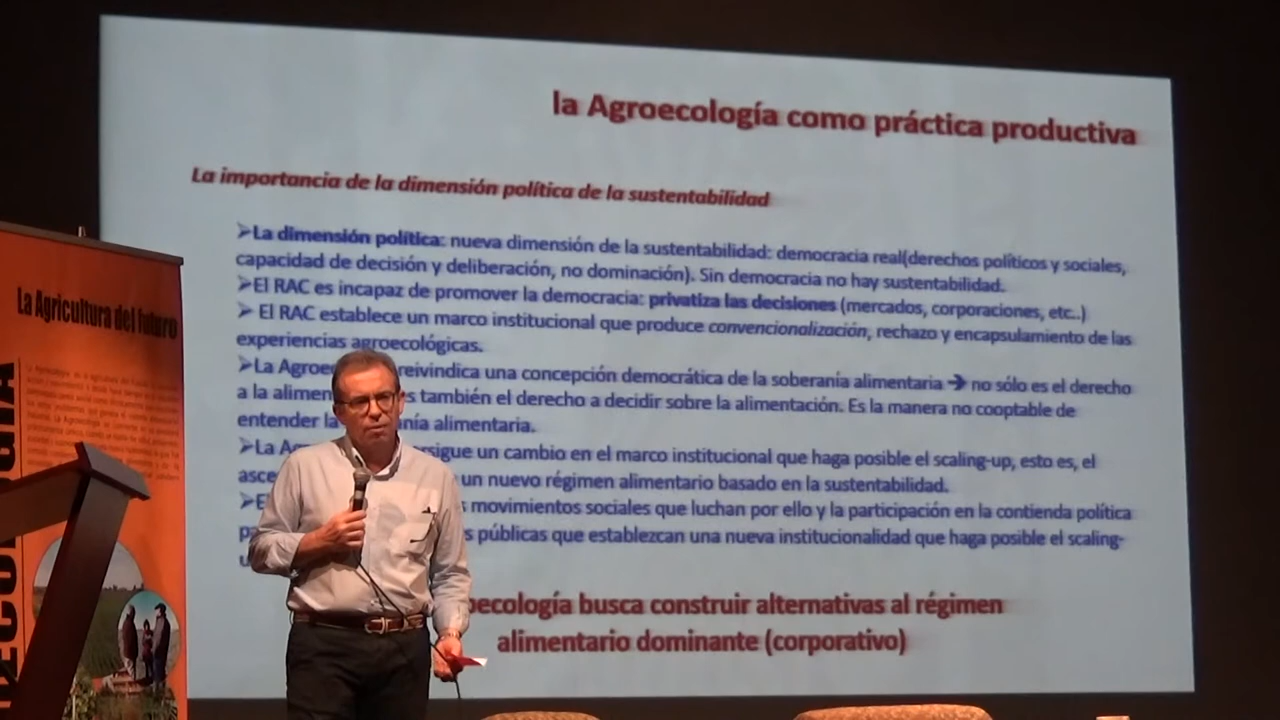 la Agroecología como práctica productiva
La importancia de la dimensión política de la sustentabilidad
➢La dimensión política: nueva dimensión de la sustentabilidad: democracia real(derechos políticos y sociales,
capacidad de decisión y deliberación, no dominación). Sin democracia no hay sustentabilidad.
➢El RAC es incapaz de promover la democracia: privatiza las decisiones (mercados, corporaciones, etc..)
➢ El RAC establece un marco institucional que produce convencionalización, rechazo y encapsulamiento de las
experiencias agroecológicas.
➢La Agroe reivindica una concepción democrática de la soberanía alimentaria ➔ no sólo es el derecho
a la alimen s también el derecho a decidir sobre la alimentación. Es la manera no cooptable de
entender la nía alimentaria.
➢La Ag rsigue un cambio en el marco institucional que haga posible el scaling-up, esto es, el
asce un nuevo régimen alimentario basado en la sustentabilidad.
➢E s movimientos sociales que luchan por ello y la participación en la contienda política
s públicas que establezcan una nueva institucionalidad que haga posible el scaling-
oecología busca construir alternativas al régimen
alimentario dominante (corporativo)
La Agricultura del futuro